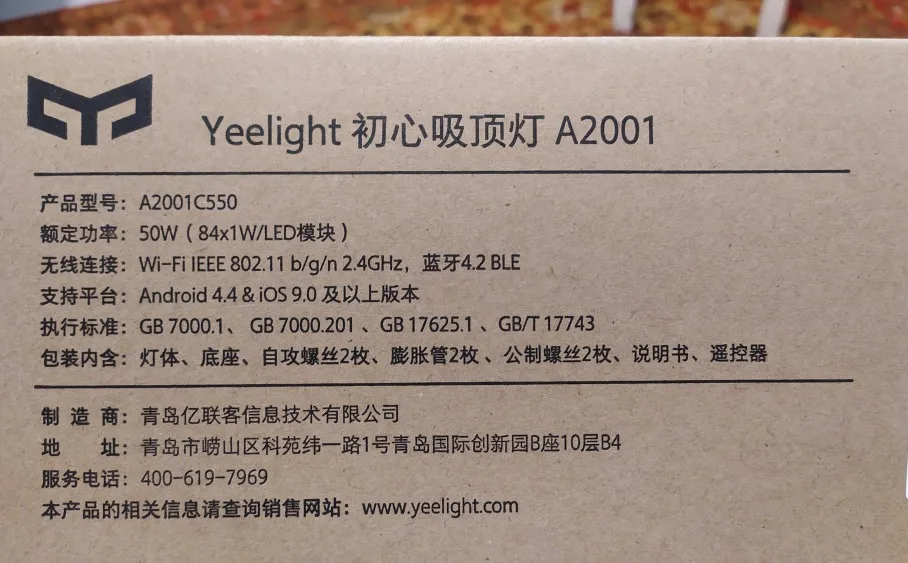 Yeelight 初心吸顶灯 A2001
产品型号：A2001C550
额定功率：50W（84x1W/LED模块）
无线连接：Wi-Fi IEEE 802.11 b/g/n 2.4GHz，蓝牙4.2 BLE
支持平台：Android 4.4 & iOS 9.0 及以上版本
执行标准：GB 7000.1、GB 7000.201、GB 17625.1、GB/T 17743
包装内含：灯体、底座、自攻螺丝2枚、膨胀管2枚、公制螺丝2枚、说明书、遥控器
制 造 商：青岛亿联客信息技术有限公司
地 址：青岛市崂山区科苑纬一路1号青岛国际创新园B座10层B4
服务电话：400-619-7969
本产品的相关信息请查询销售网站：www.yeelight.com